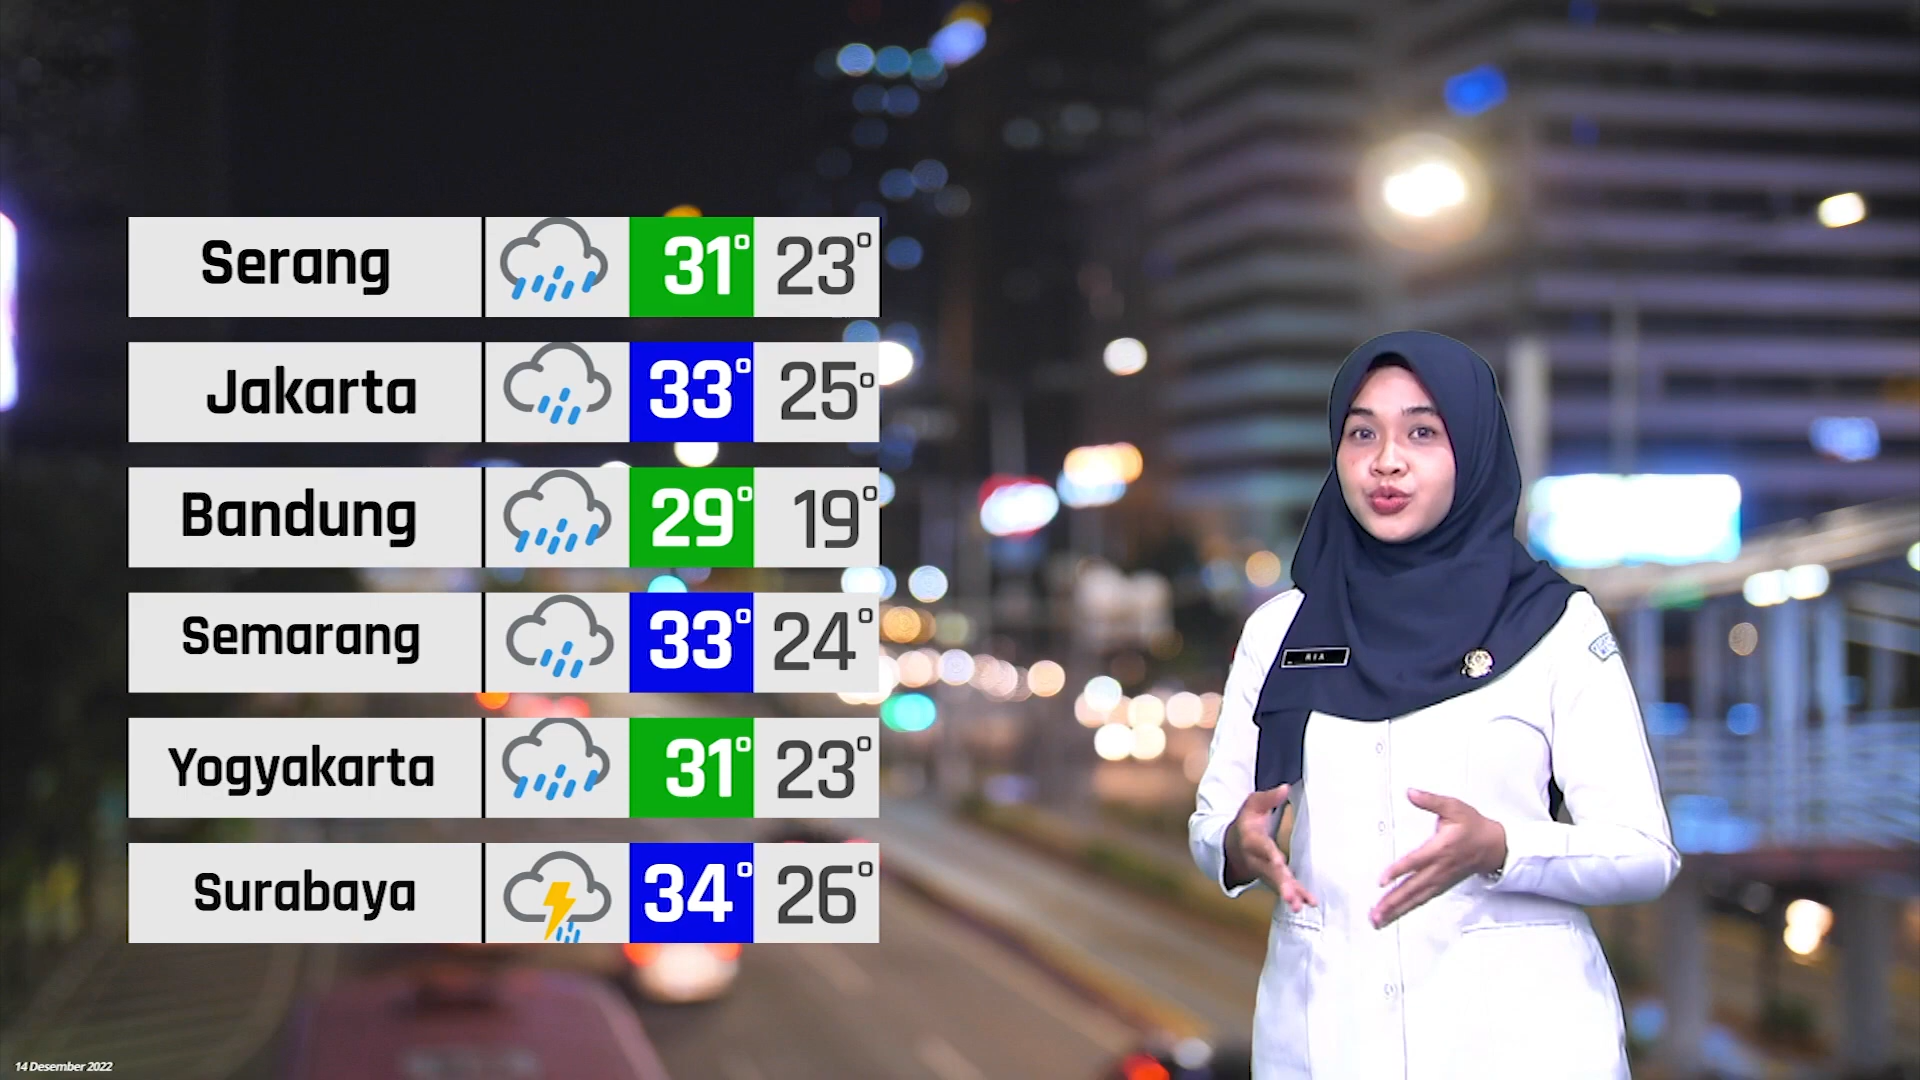 Serang 31° 23°
Jakarta 33° 25°
Bandung 29° 19°
Semarang 33° 24°
Yogyakarta 31° 23°
Surabaya 34° 26°
RIA
14 Desember 2022